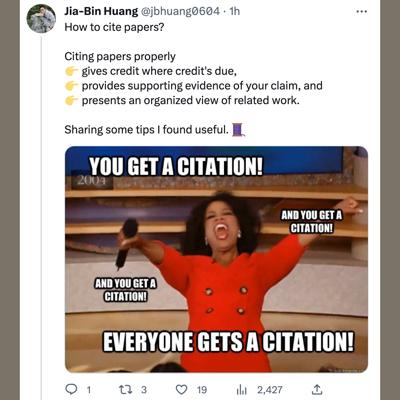 Jia-Bin Huang @jbhuang0604 · 1h
How to cite papers?
Citing papers properly
👉 gives credit where credit's due,
👉 provides supporting evidence of your claim, and
👉 presents an organized view of related work.
Sharing some tips I found useful. 🧵
YOU GET A CITATION!
2004
AND YOU GET A
CITATION!
AND YOU GET A
CITATION!
EVERYONE GETS A CITATION!
1 3 19 2,427